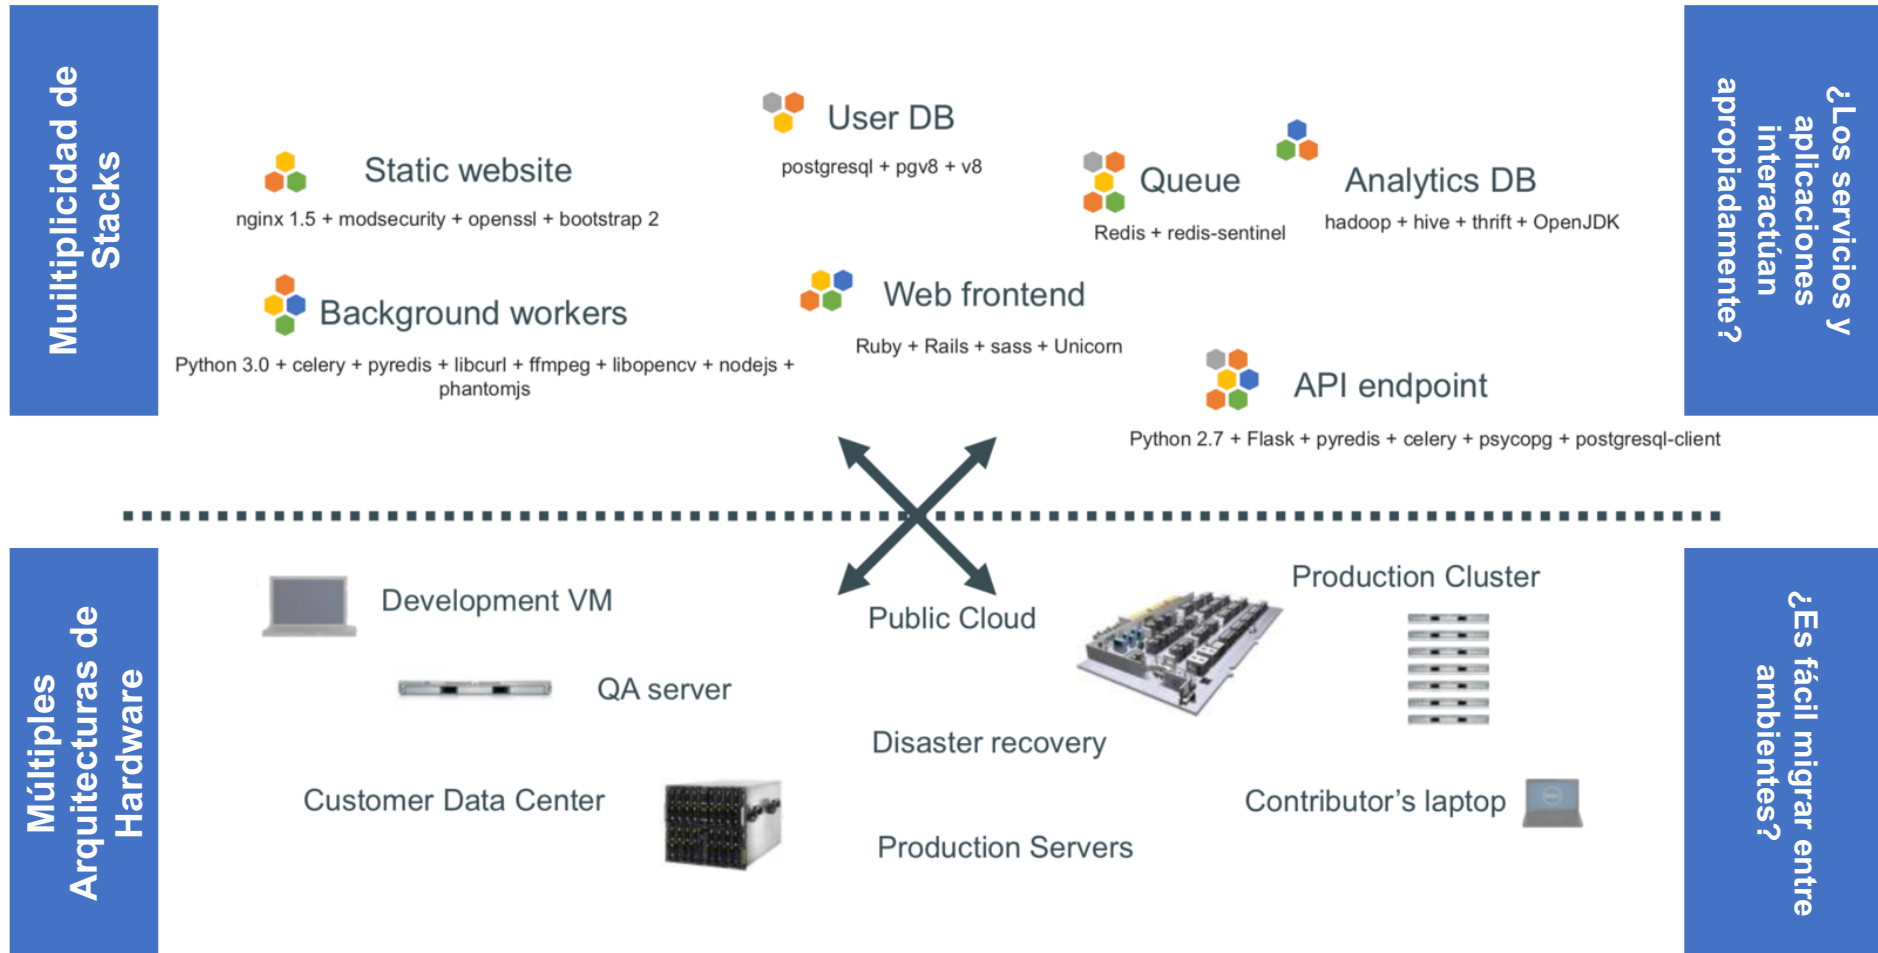 Muiltiplicidad de
Stacks
Static website
nginx 1.5 + modsecurity + openssl + bootstrap 2
User DB
postgresql + pgv8 + v8
Queue
Redis + redis-sentinel
Analytics DB
hadoop + hive + thrift + OpenJDK
Background workers
Python 3.0 + celery + pyredis + libcurl + ffmpeg + libopencv + nodejs +
phantomjs
Web frontend
Ruby + Rails + sass + Unicorn
API endpoint
Python 2.7 + Flask + pyredis + celery + psycopg + postgresql-client
¿Los servicios y
aplicaciones
interactúan
apropiadamente?
Múltiples
Arquitecturas de
Hardware
Development VM
QA server
Customer Data Center
Public Cloud
Disaster recovery
Production Servers
Production Cluster
Contributor's laptop
¿Es fácil migrar entre
ambientes?